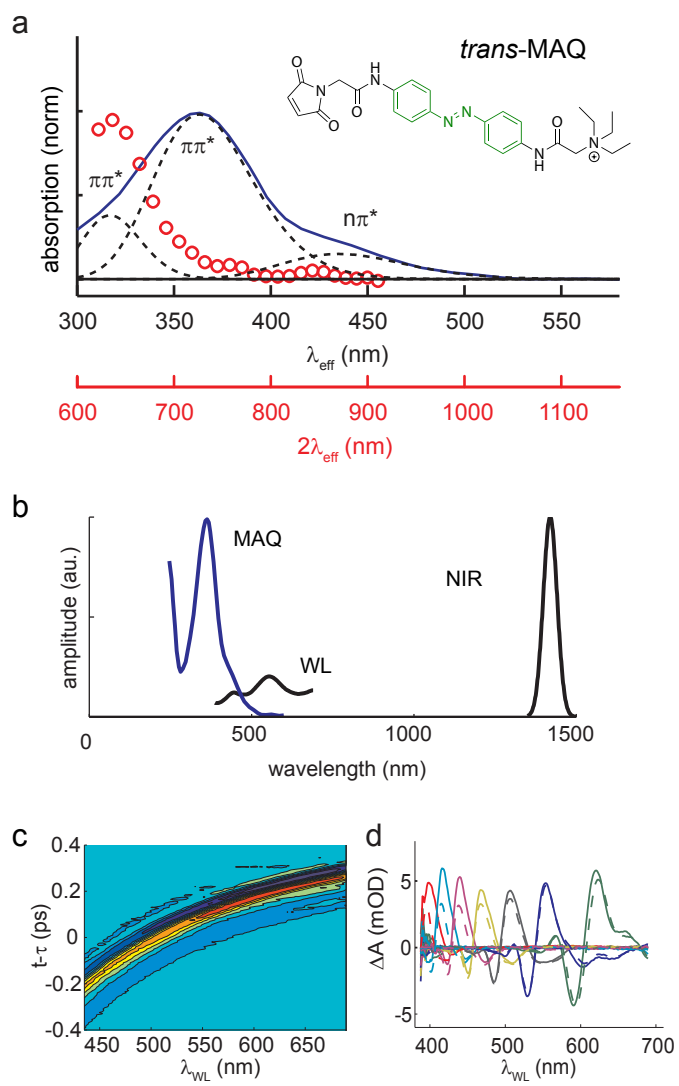 a
trans-MAQ
O
N
O
O
H
N
N
N
N
H
O
N
⊕
absorption (norm)
ππ*
ππ*
nπ*
300 350 400 450 500 550
λeff (nm)
600 700 800 900 1000 1100
2λeff (nm)
b
MAQ
NIR
WL
amplitude (au.)
0 500 1000 1500
wavelength (nm)
c
0.4
0.2
0
-0.2
-0.4
t-τ (ps)
450 500 550 600 650
λWL (nm)
d
5
0
-5
ΔA (mOD)
400 500 600 700
λWL (nm)